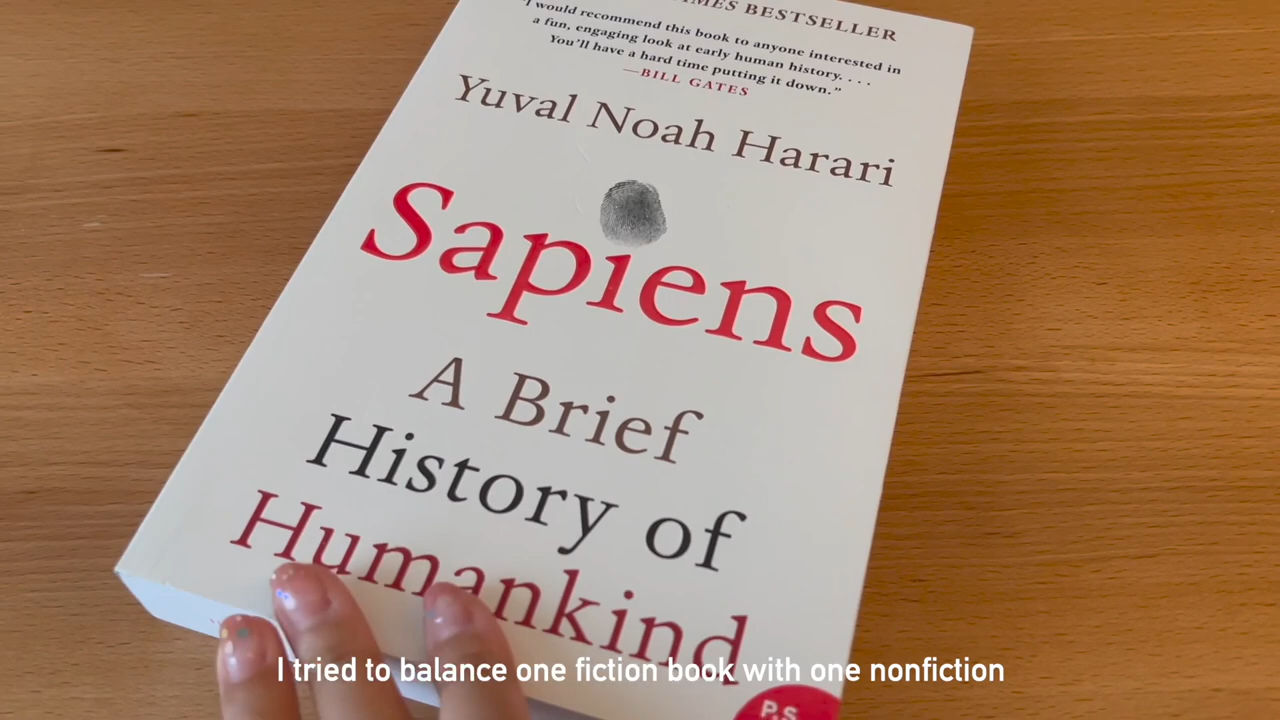 TIMES BESTSELLER
"I would recommend this book to anyone interested in
a fun, engaging look at early human history. . . .
You'll have a hard time putting it down."
—BILL GATES
Yuval Noah Harari
Sapiens
A Brief
History of
Humankind
P.S.
I tried to balance one fiction book with one nonfiction